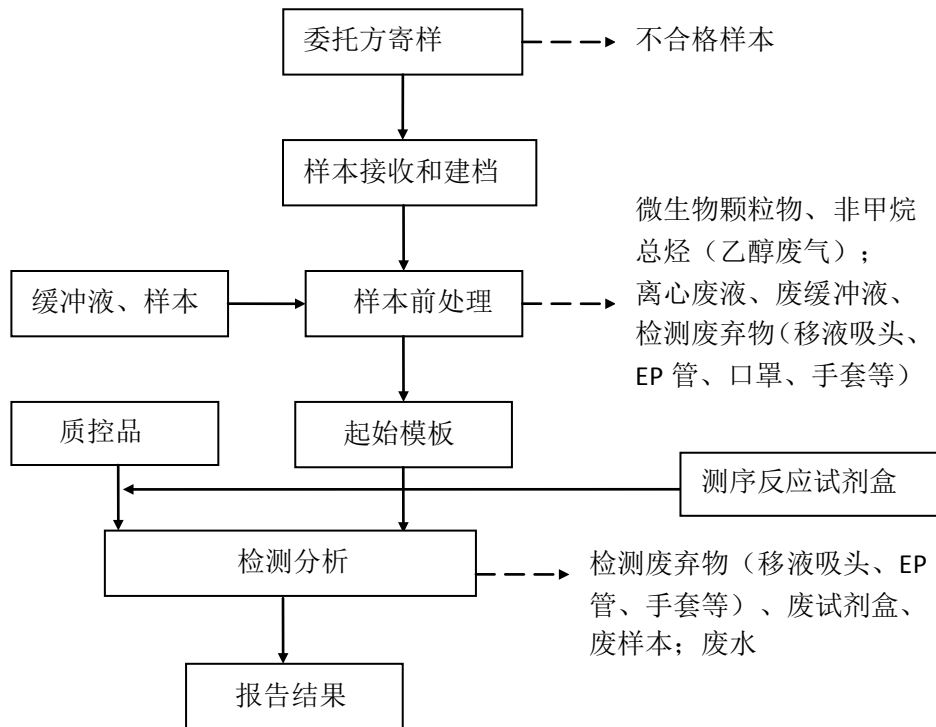 委托方寄样
不合格样本
样本接收和建档
微生物颗粒物、非甲烷
总烃（乙醇废气）；
离心废液、废缓冲液、
检测废弃物（移液吸头、
EP 管、口罩、手套等）
缓冲液、样本
样本前处理
质控品
起始模板
测序反应试剂盒
检测分析
检测废弃物（移液吸头、EP
管、手套等）、废试剂盒、
废样本；废水
报告结果